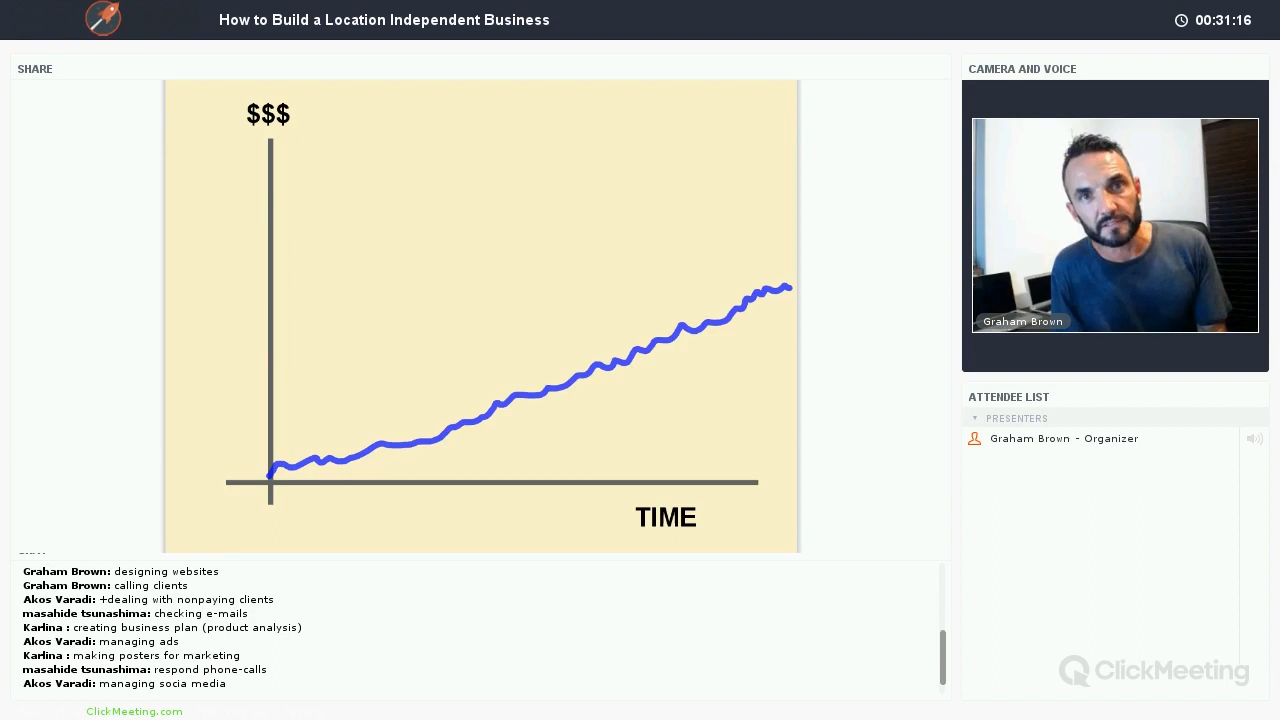 How to Build a Location Independent Business
00:31:16
SHARE
CAMERA AND VOICE
$$$
TIME
Graham Brown
ATTENDEE LIST
PRESENTERS
Graham Brown - Organizer
Graham Brown: designing websites
Graham Brown: calling clients
Akos Varadi: +dealing with nonpaying clients
masahide tsunashima: checking e-mails
Karlina : creating business plan (product analysis)
Akos Varadi: managing ads
Karlina : making posters for marketing
masahide tsunashima: respond phone-calls
Akos Varadi: managing socia media
ClickMeeting
ClickMeeting.com